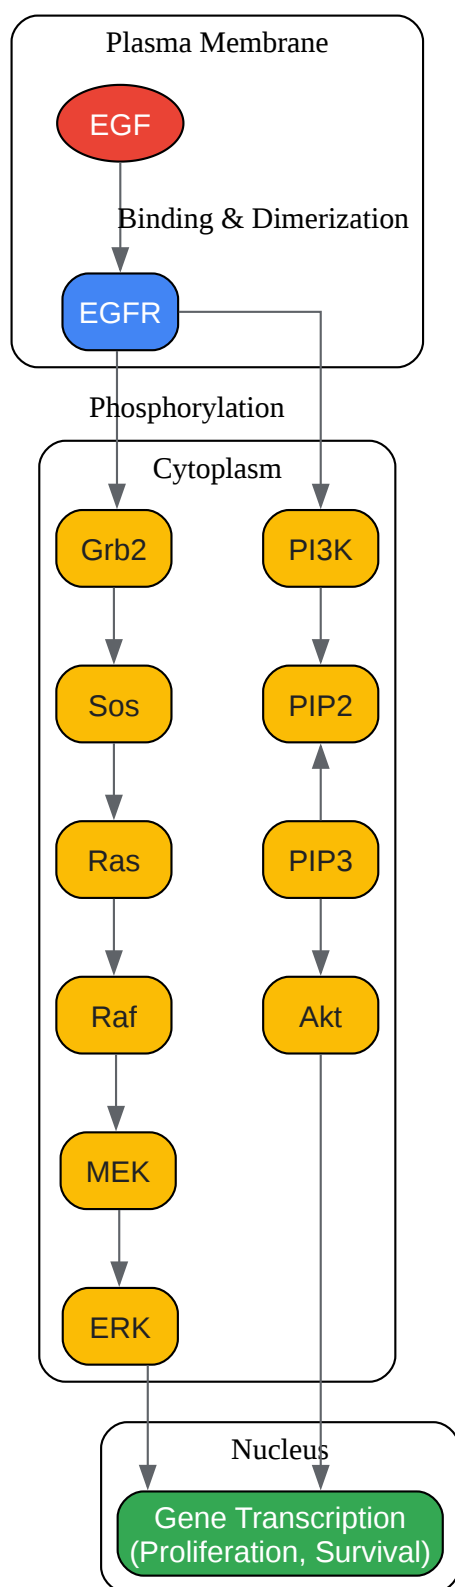 Plasma Membrane
EGF
Binding & Dimerization
EGFR
Phosphorylation
Cytoplasm
Grb2
PI3K
Sos
PIP2
Ras
PIP3
Raf
Akt
MEK
ERK
Nucleus
Gene Transcription
(Proliferation, Survival)